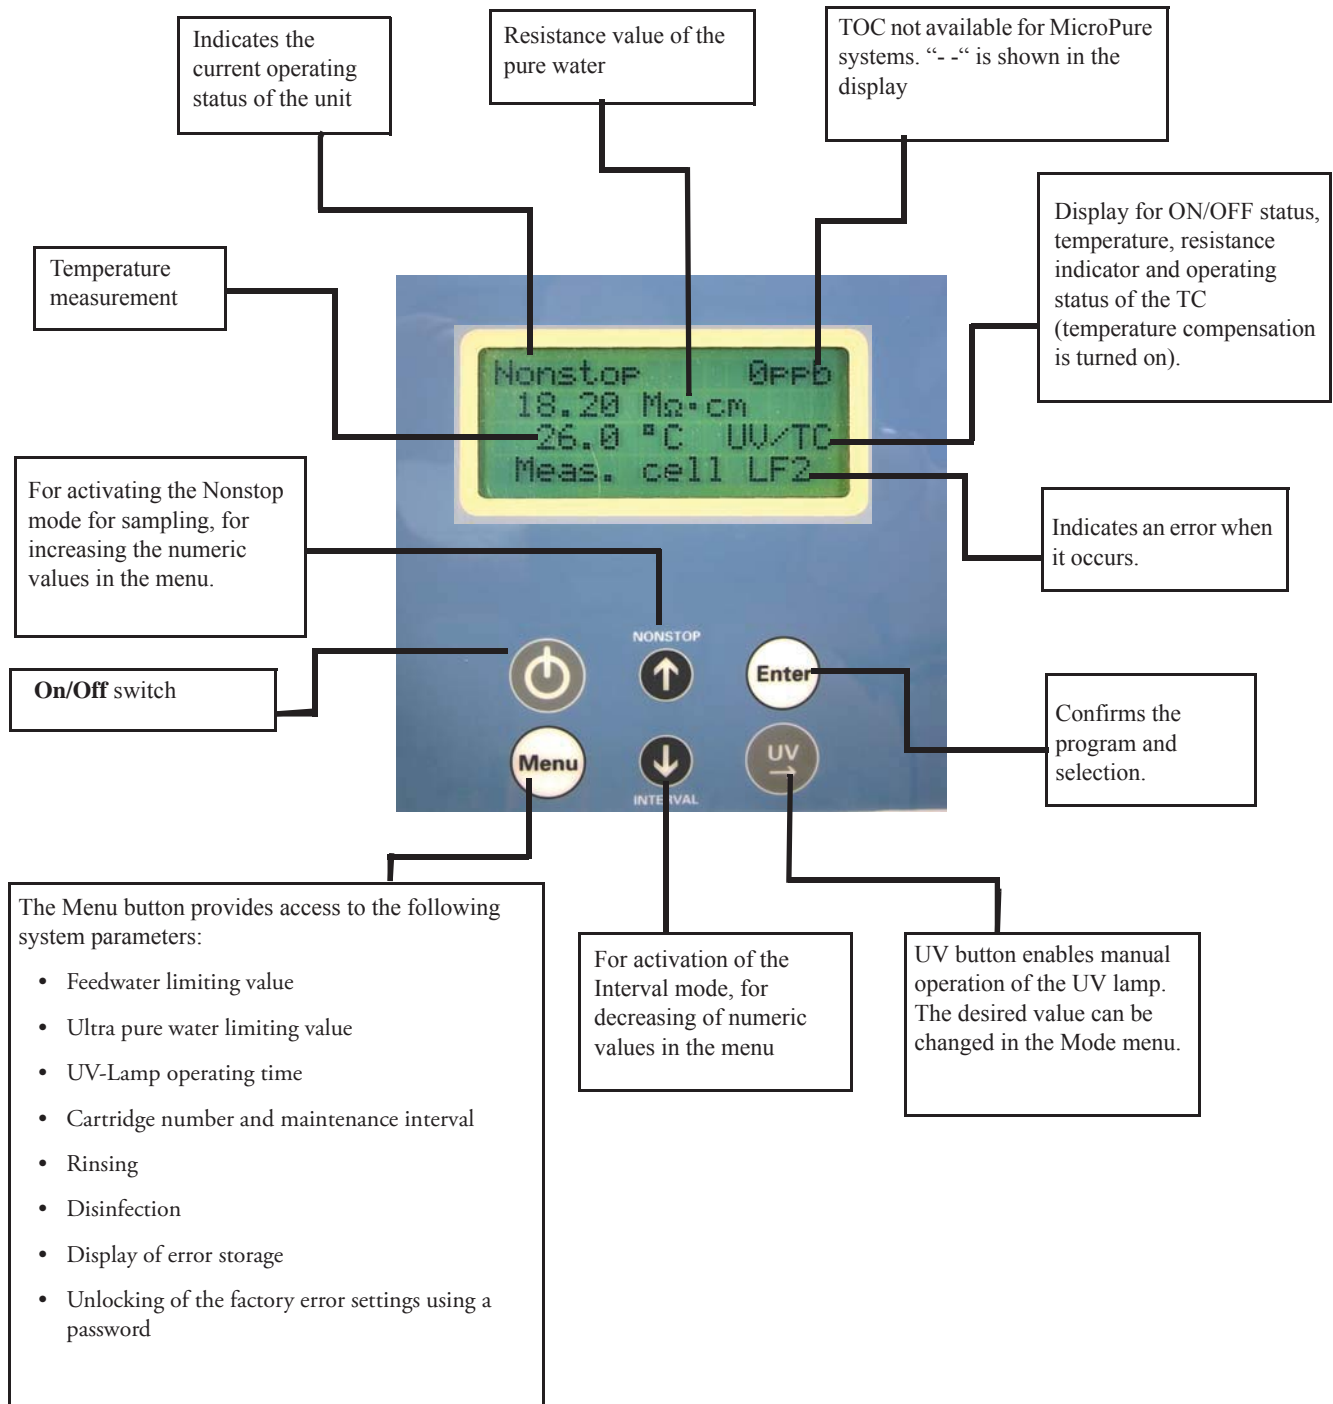 Indicates the
current operating
status of the unit
Resistance value of the
pure water
TOC not available for MicroPure
systems. “- -“ is shown in the
display
Display for ON/OFF status,
temperature, resistance
indicator and operating
status of the TC
(temperature compensation
is turned on).
Temperature
measurement
Nonstop 0ppb
18.20 MΩ·cm
26.0 °C UV/TC
Meas. cell LF2
For activating the Nonstop
mode for sampling, for
increasing the numeric
values in the menu.
Indicates an error when
it occurs.
NONSTOP
Enter
On/Off switch
Confirms the
program and
selection.
Menu
UV
INTERVAL
The Menu button provides access to the following
system parameters:
• Feedwater limiting value
• Ultra pure water limiting value
• UV-Lamp operating time
• Cartridge number and maintenance interval
• Rinsing
• Disinfection
• Display of error storage
• Unlocking of the factory error settings using a
password
For activation of the
Interval mode, for
decreasing of numeric
values in the menu
UV button enables manual
operation of the UV lamp.
The desired value can be
changed in the Mode menu.